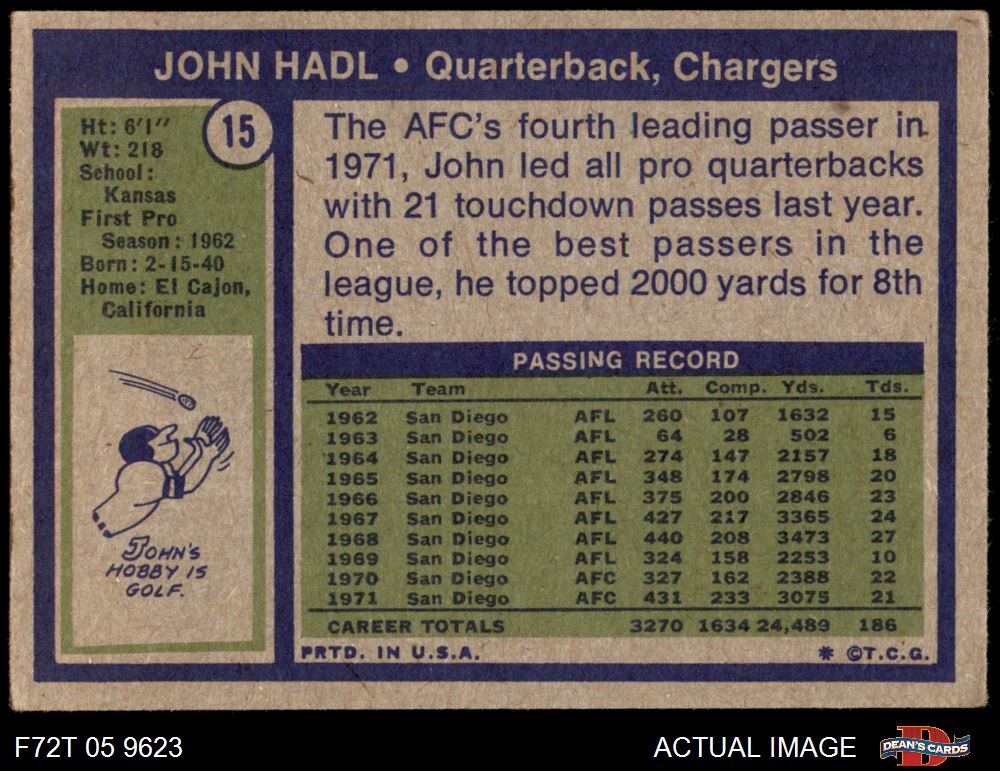 JOHN HADL • Quarterback, Chargers
15
Ht: 6'1"
Wt: 218
School:
Kansas
First Pro
Season: 1962
Born: 2-15-40
Home: El Cajon,
California
JOHN'S
HOBBY IS
GOLF.
The AFC's fourth leading passer in
1971, John led all pro quarterbacks
with 21 touchdown passes last year.
One of the best passers in the
league, he topped 2000 yards for 8th
time.
PASSING RECORD
Year Team Att. Comp. Yds. Tds.
1962 San Diego AFL 260 107 1632 15
1963 San Diego AFL 64 28 502 6
1964 San Diego AFL 274 147 2157 18
1965 San Diego AFL 348 174 2798 20
1966 San Diego AFL 375 200 2846 23
1967 San Diego AFL 427 217 3365 24
1968 San Diego AFL 440 208 3473 27
1969 San Diego AFL 324 158 2253 10
1970 San Diego AFC 327 162 2388 22
1971 San Diego AFC 431 233 3075 21
CAREER TOTALS 3270 1634 24,489 186
PRTD. IN U.S.A. * ©T.C.G.
F72T 05 9623
ACTUAL IMAGE
DEAN'S CARDS